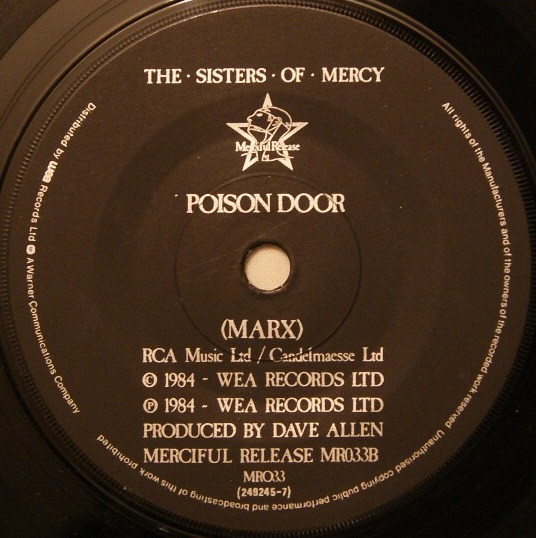 THE · SISTERS · OF · MERCY
Merciful Release
POISON DOOR
(MARX)
RCA Music Ltd / Candelmaesse Ltd
© 1984 - WEA RECORDS LTD
℗ 1984 - WEA RECORDS LTD
PRODUCED BY DAVE ALLEN
MERCIFUL RELEASE MR033B
MR033
(249245-7)
Distributed by wea Records Ltd A Warner Communications Company
All rights of the Manufacturers and of the owners of the recorded work reserved Unauthorised copying public performance and broadcasting of this work prohibited